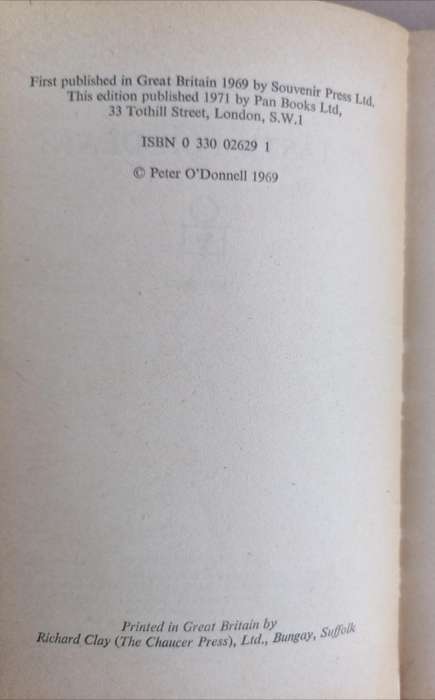 First published in Great Britain 1969 by Souvenir Press Ltd.
This edition published 1971 by Pan Books Ltd,
33 Tothill Street, London, S.W.1
ISBN 0 330 02629 1
© Peter O'Donnell 1969
Printed in Great Britain by
Richard Clay (The Chaucer Press), Ltd., Bungay, Suffolk